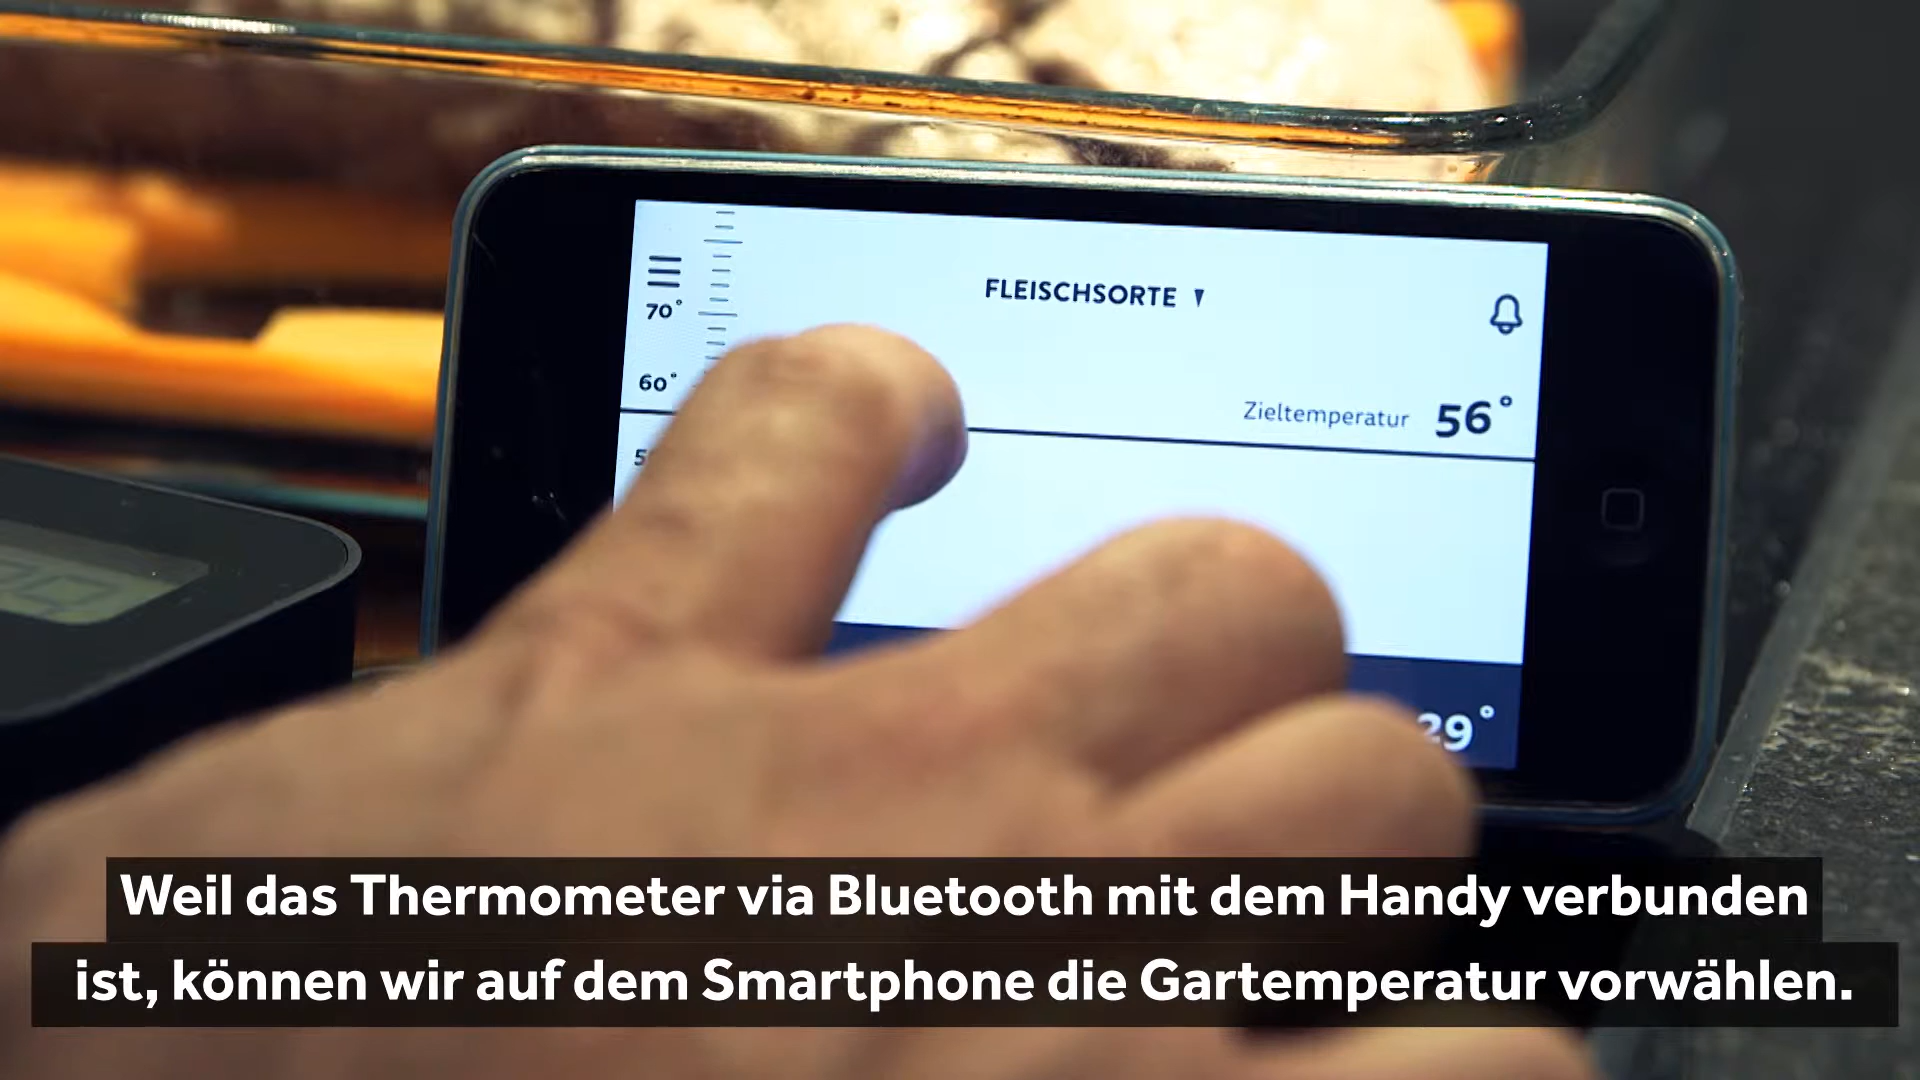 FLEISCHSORTE
70°
60°
Zieltemperatur 56°
29°
Weil das Thermometer via Bluetooth mit dem Handy verbunden
ist, können wir auf dem Smartphone die Gartemperatur vorwählen.